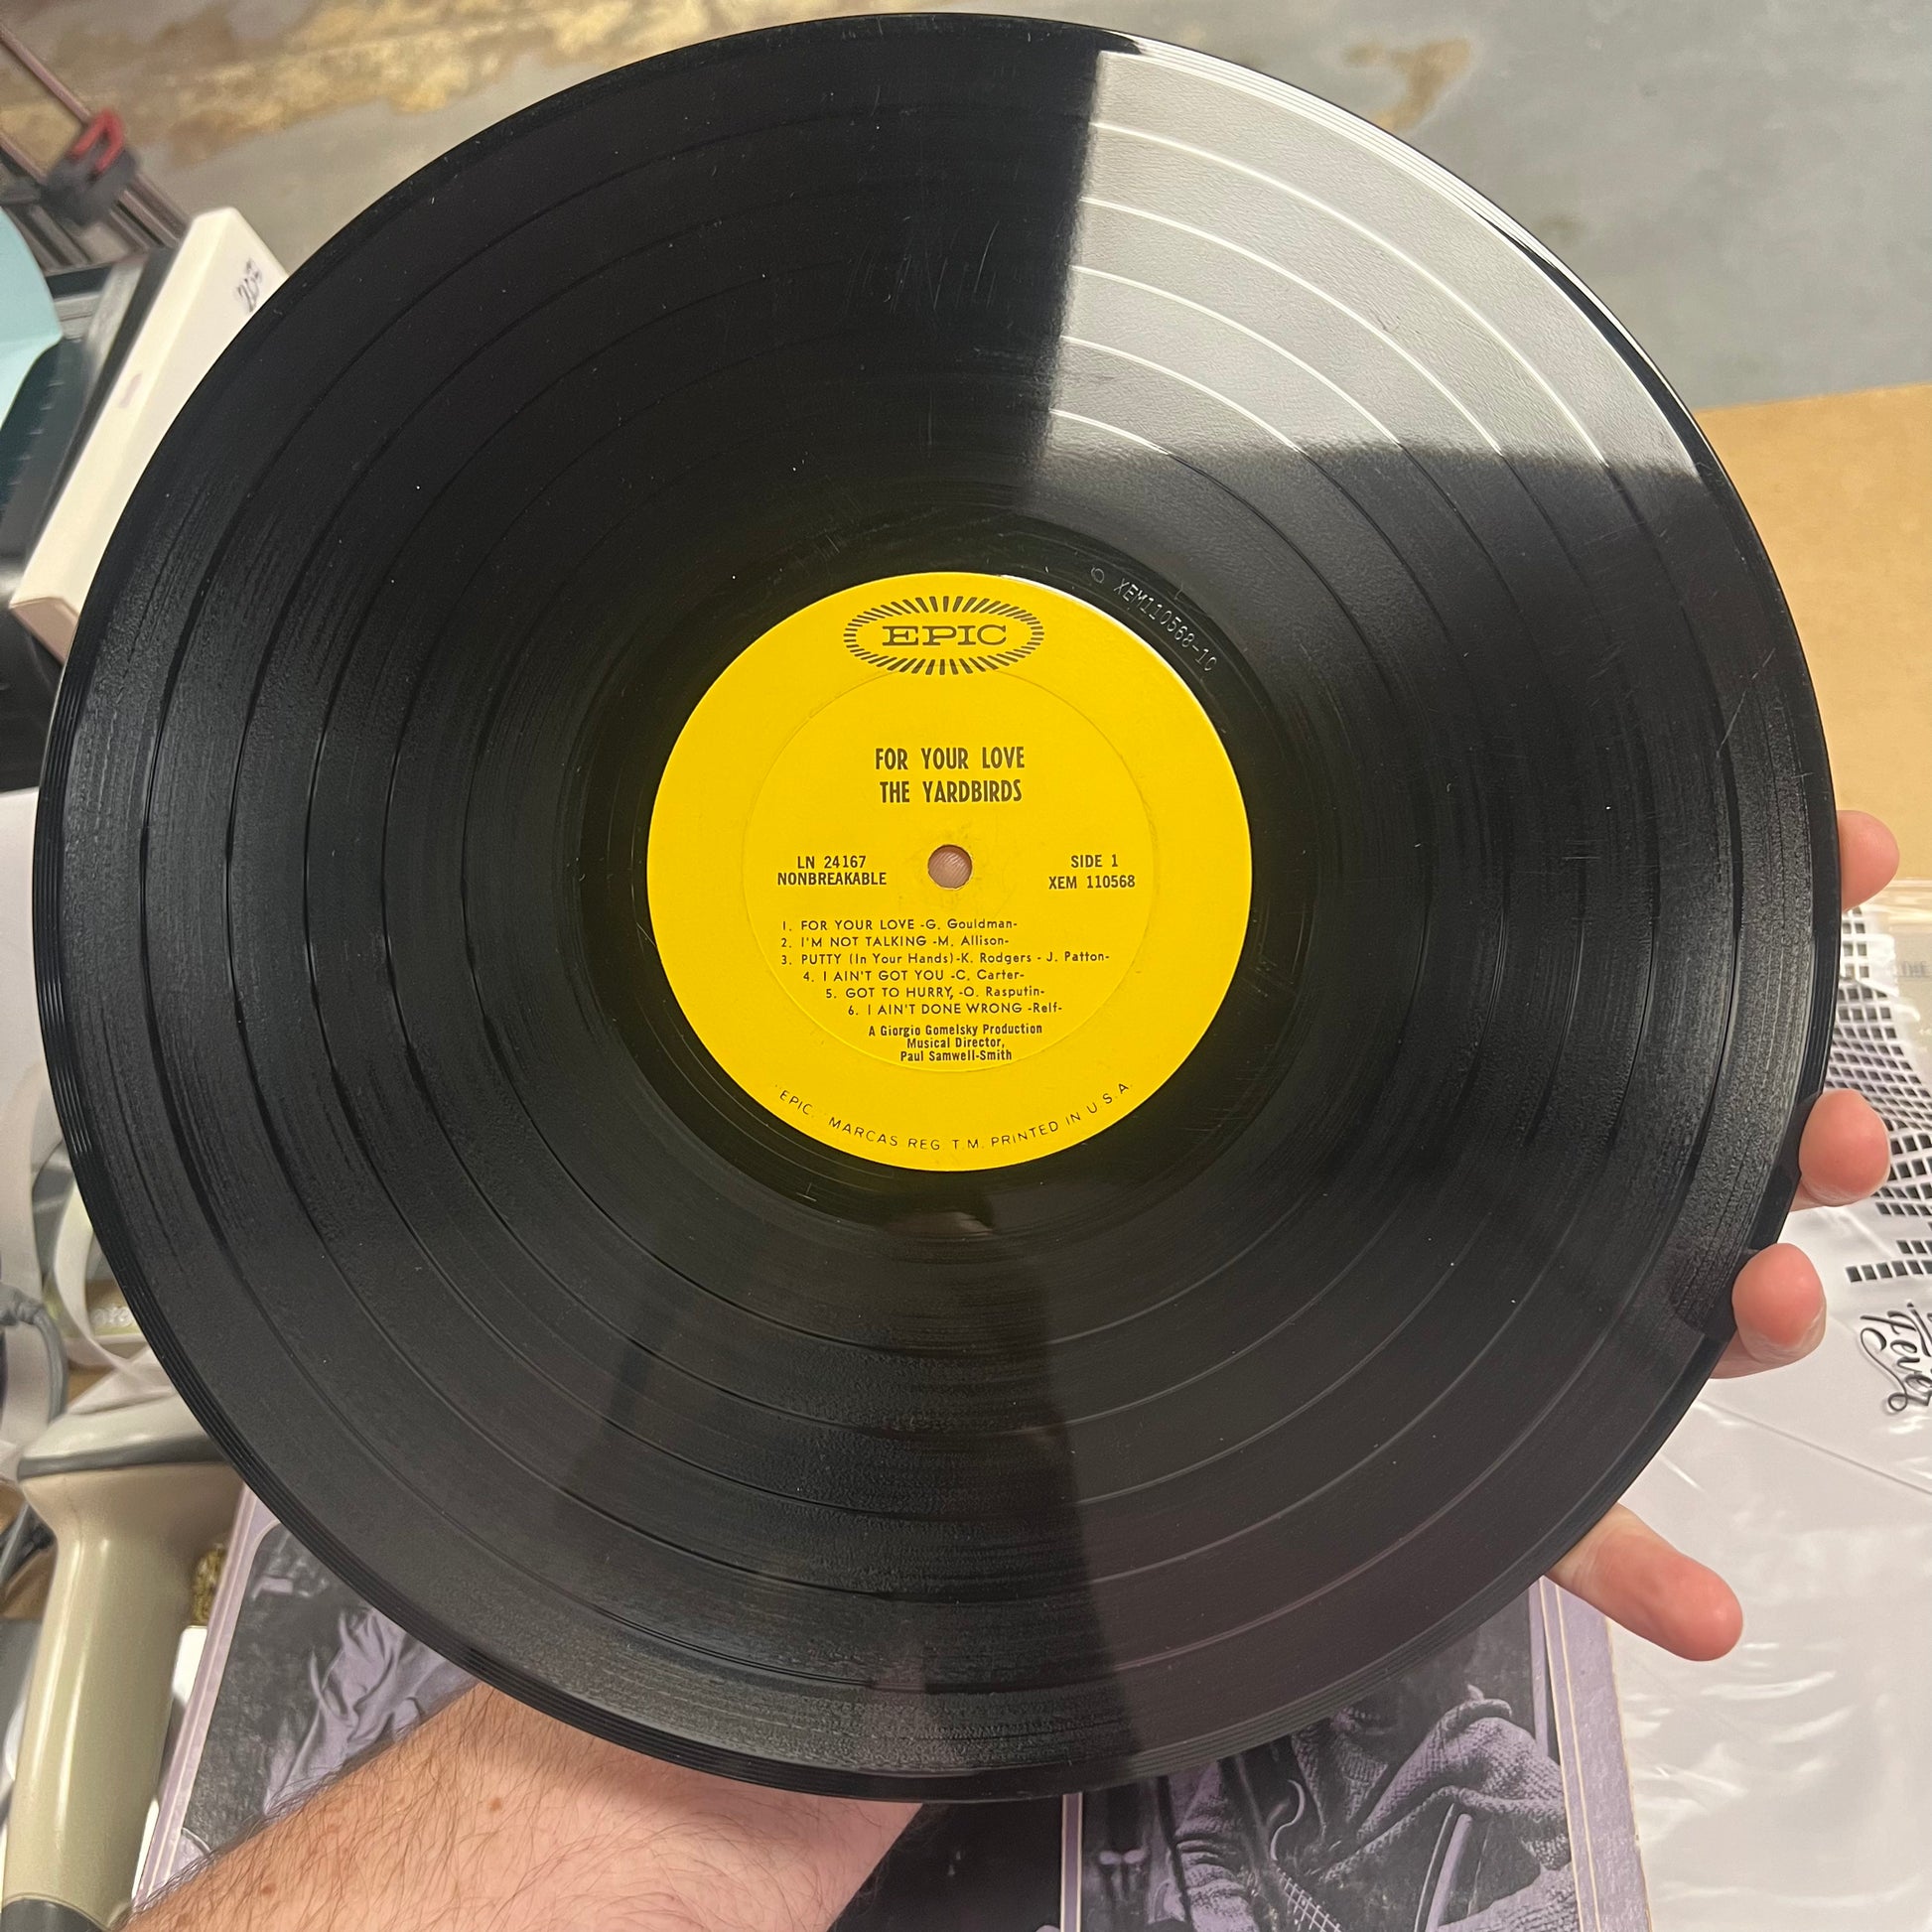 207
XEM110568-1C
EPIC
FOR YOUR LOVE
THE YARDBIRDS
LN 24167
NONBREAKABLE
SIDE 1
XEM 110568
1. FOR YOUR LOVE -G. Gouldman-
2. I'M NOT TALKING -M. Allison-
3. PUTTY (In Your Hands)-K. Rodgers - J. Patton-
4. I AIN'T GOT YOU -C. Carter-
5. GOT TO HURRY, -O. Rasputin-
6. I AIN'T DONE WRONG -Relf-
A Giorgio Gomelsky Production
Musical Director,
Paul Samwell-Smith
"EPIC," MARCAS REG. T.M. PRINTED IN U.S.A.
THE
Fever